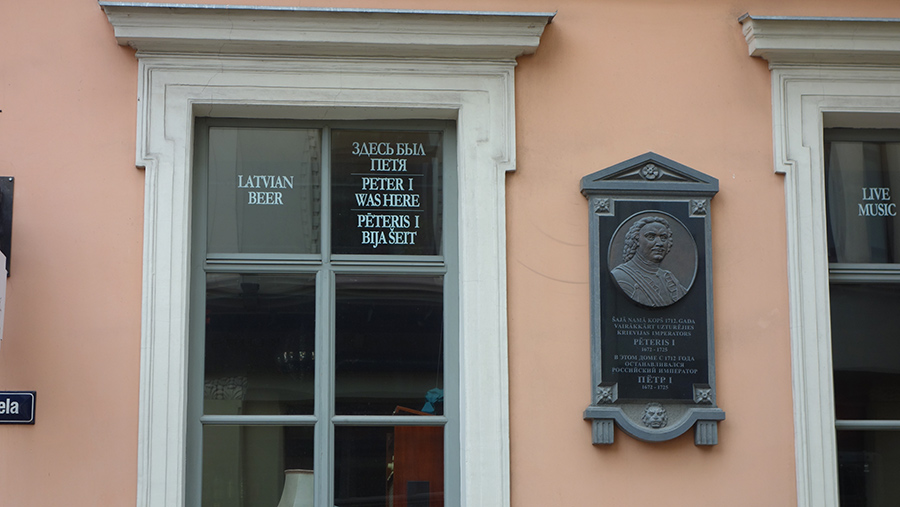 LATVIAN
BEER
ЗДЕСЬ БЫЛ
ПЕТЯ
PETER I
WAS HERE
PĒTERIS I
BIJA ŠEIT
LIVE
MUSIC
ŠAJĀ NAMĀ KOPŠ 1712. GADA
VAIRĀKKĀRT UZTURĒJIES
KRIEVIJAS IMPERATORS
PĒTERIS I
1672 - 1725
В ЭТОМ ДОМЕ С 1712 ГОДА
ОСТАНАВЛИВАЛСЯ
РОССИЙСКИЙ ИМПЕРАТОР
ПЁТР I
1672 - 1725
ela